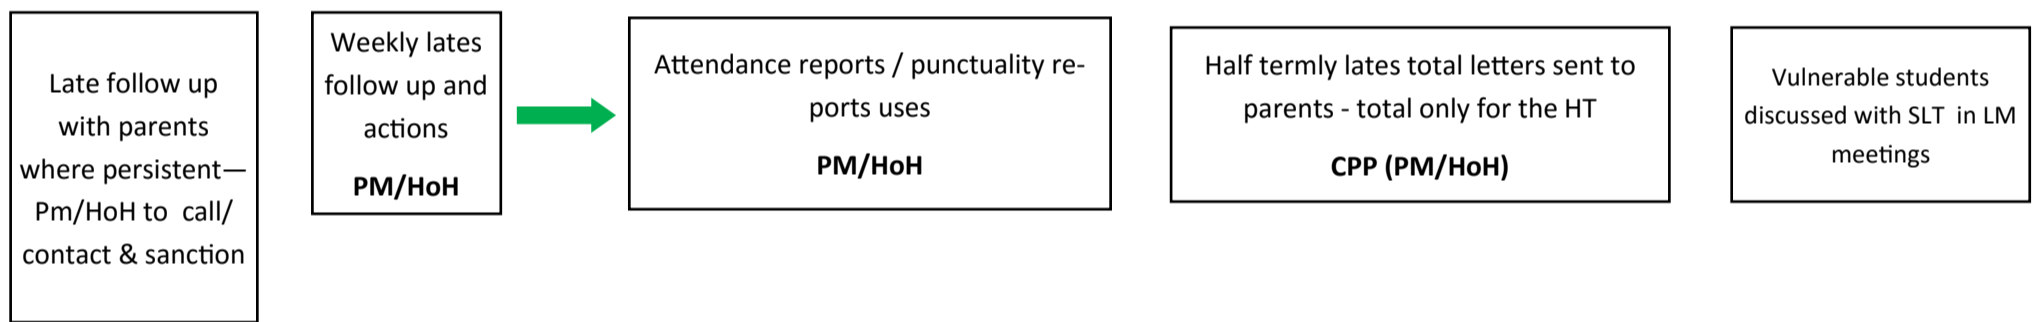 Late follow up
with parents
where persistent—
Pm/HoH to call/
contact & sanction
Weekly lates
follow up and
actions
PM/HoH
Attendance reports / punctuality re-
ports uses
PM/HoH
Half termly lates total letters sent to
parents - total only for the HT
CPP (PM/HoH)
Vulnerable students
discussed with SLT in LM
meetings